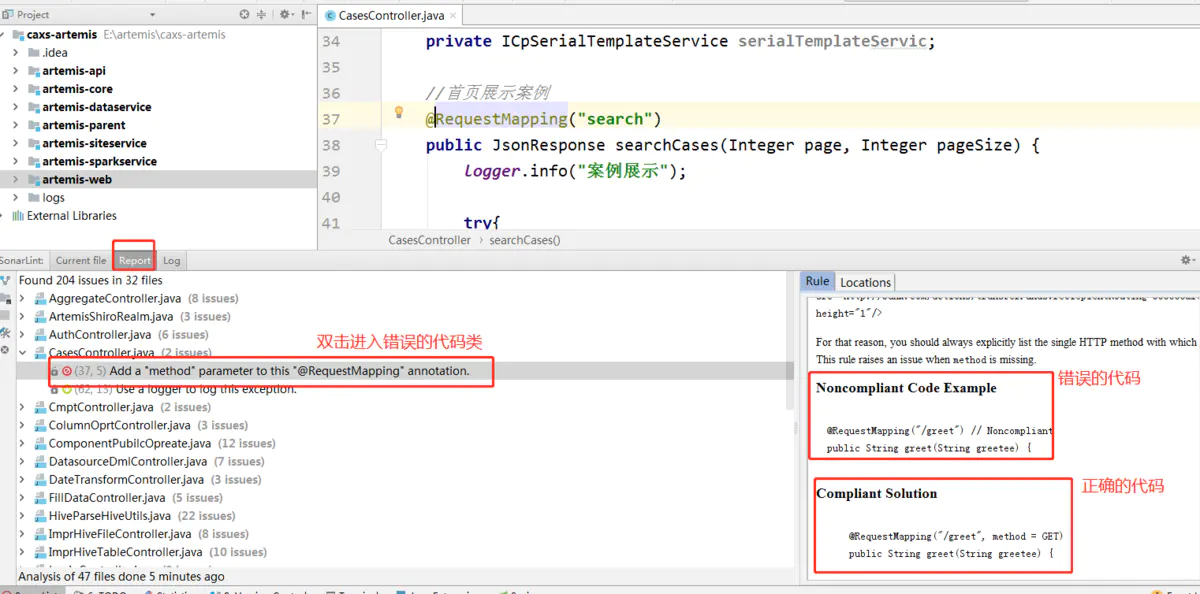 Project
CasesController.java
caxs-artemis E:\artemis\caxs-artemis
.idea
artemis-api
artemis-core
artemis-dataservice
artemis-parent
artemis-siteservice
artemis-sparkservice
artemis-web
logs
External Libraries
34 private ICpSerialTemplateService serialTemplateServic;
35
36 //首页展示案例
37 @RequestMapping("search")
38 public JsonResponse searchCases(Integer page, Integer pageSize) {
39 logger.info("案例展示");
40
41 try{
CasesController › searchCases()
SonarLint: Current file Report Log
Found 204 issues in 32 files
AggregateController.java (8 issues)
ArtemisShiroRealm.java (3 issues)
AuthController.java (6 issues)
双击进入错误的代码类
CasesController.java (2 issues)
(37, 5) Add a "method" parameter to this "@RequestMapping" annotation.
(62, 13) Use a logger to log this exception.
CmptController.java (2 issues)
ColumnOprtController.java (3 issues)
ComponentPubilcOpreate.java (12 issues)
DatasourceDmlController.java (7 issues)
DateTransformController.java (3 issues)
FillDataController.java (5 issues)
HiveParseHiveUtils.java (22 issues)
ImprHiveFileController.java (8 issues)
ImprHiveTableController.java (10 issues)
Analysis of 47 files done 5 minutes ago
Rule Locations
height="1"/>
For that reason, you should always explicitly list the single HTTP method with which
This rule raises an issue when method is missing.
错误的代码
Noncompliant Code Example
@RequestMapping("/greet") // Noncompliant
public String greet(String greetee) {
正确的代码
Compliant Solution
@RequestMapping("/greet", method = GET)
public String greet(String greetee) {